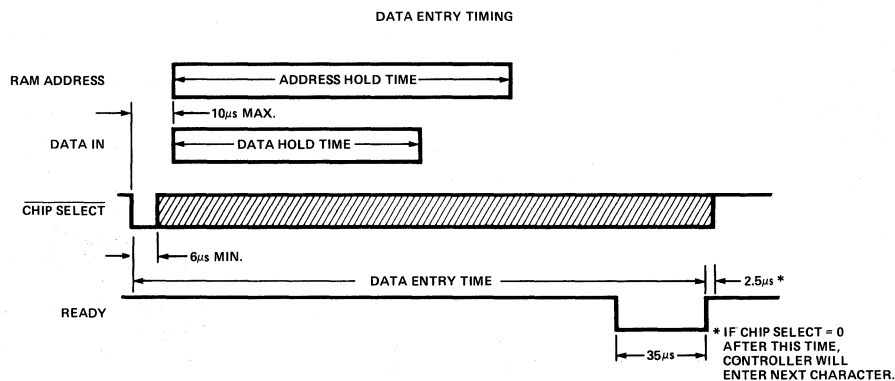 DATA ENTRY TIMING
RAM ADDRESS
ADDRESS HOLD TIME
10μs MAX.
DATA IN
DATA HOLD TIME
CHIP SELECT
6μs MIN.
DATA ENTRY TIME
2.5μs *
READY
35μs
* IF CHIP SELECT = 0
AFTER THIS TIME,
CONTROLLER WILL
ENTER NEXT CHARACTER.